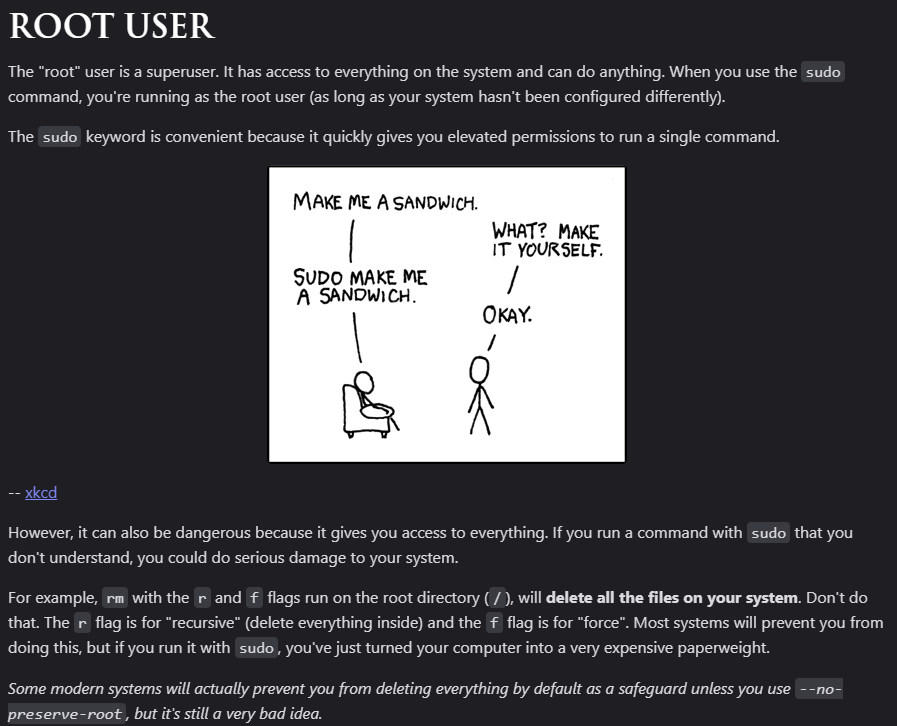 ROOT USER
The "root" user is a superuser. It has access to everything on the system and can do anything. When you use the sudo
command, you're running as the root user (as long as your system hasn't been configured differently).
The sudo keyword is convenient because it quickly gives you elevated permissions to run a single command.
MAKE ME A SANDWICH.
WHAT? MAKE
IT YOURSELF.
SUDO MAKE ME
A SANDWICH.
OKAY.
-- xkcd
However, it can also be dangerous because it gives you access to everything. If you run a command with sudo that you
don't understand, you could do serious damage to your system.
For example, rm with the r and f flags run on the root directory (/), will delete all the files on your system. Don't do
that. The r flag is for "recursive" (delete everything inside) and the f flag is for "force". Most systems will prevent you from
doing this, but if you run it with sudo, you've just turned your computer into a very expensive paperweight.
Some modern systems will actually prevent you from deleting everything by default as a safeguard unless you use --no-
preserve-root, but it's still a very bad idea.